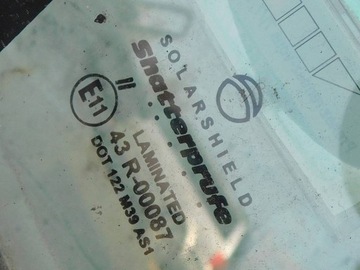 SOLARSHIELD
Shatterprufe
//
E11
LAMINATED
43 R-00087
DOT 122 M39 AS1